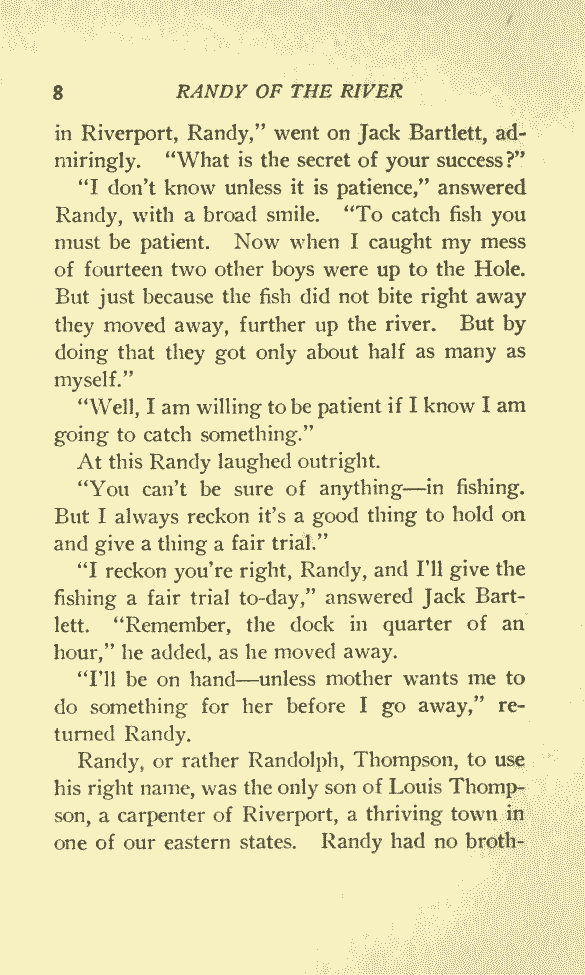 8 RANDY OF THE RIVER
in Riverport, Randy,” went on Jack Bartlett, ad-
miringly. “What is the secret of your success?”
“I don’t know unless it is patience,” answered
Randy, with a broad smile. “To catch fish you
must be patient. Now when I caught my mess
of fourteen two other boys were up to the Hole.
But just because the fish did not bite right away
they moved away, further up the river. But by
doing that they got only about half as many as
myself.”
“Well, I am willing to be patient if I know I am
going to catch something.”
At this Randy laughed outright.
“You can’t be sure of anything—in fishing.
But I always reckon it’s a good thing to hold on
and give a thing a fair trial.”
“I reckon you’re right, Randy, and I’ll give the
fishing a fair trial to-day,” answered Jack Bart-
lett. “Remember, the dock in quarter of an
hour,” he added, as he moved away.
“I’ll be on hand—unless mother wants me to
do something for her before I go away,” re-
turned Randy.
Randy, or rather Randolph, Thompson, to use
his right name, was the only son of Louis Thomp-
son, a carpenter of Riverport, a thriving town in
one of our eastern states. Randy had no broth-